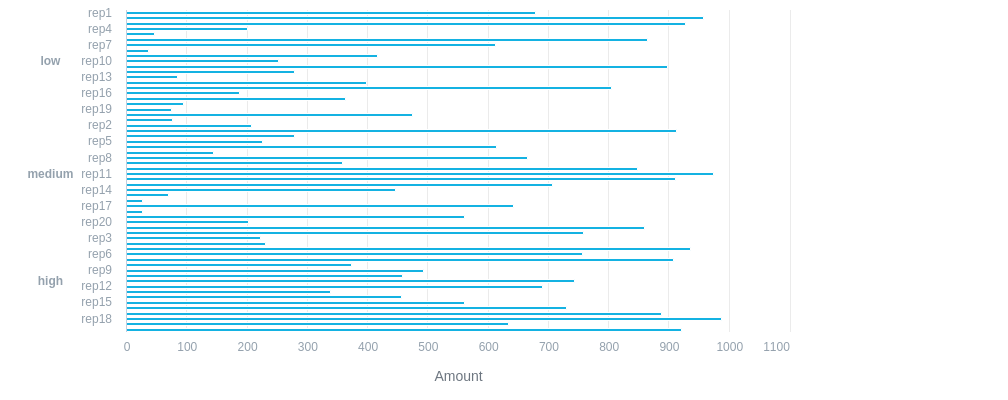 rep1
rep4
rep7
low rep10
rep13
rep16
rep19
rep2
rep5
rep8
medium rep11
rep14
rep17
rep20
rep3
rep6
rep9
high
rep12
rep15
rep18
0 100 200 300 400 500 600 700 800 900 1000 1100
Amount